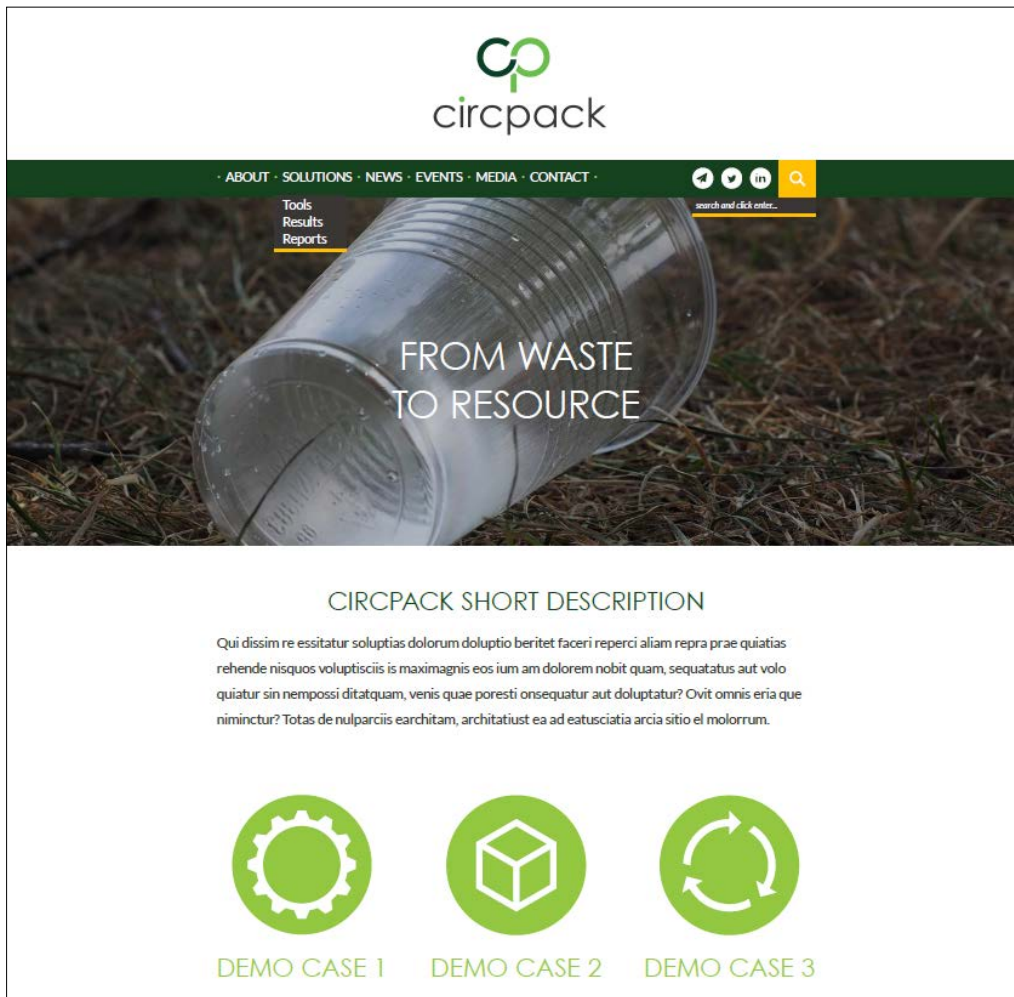 circpack
· ABOUT · SOLUTIONS · NEWS · EVENTS · MEDIA · CONTACT ·
in
Tools
Results
Reports
search and click enter...
FROM WASTE
TO RESOURCE
CIRCPACK SHORT DESCRIPTION
Qui dissim re essitatur soluptias dolorum doluptio beritet faceri reperci aliam repra prae quiatias
rehende nisquos voluptisciis is maximagnis eos ium am dolorem nobit quam, sequatatus aut volo
quiatur sin nempossi ditatquam, venis quae poresti onsequatur aut doluptatur? Ovit omnis eria que
niminctur? Totas de nulparciis earchitam, architatiust ea ad eatusciatia arcia sitio el molorrum.
DEMO CASE 1
DEMO CASE 2
DEMO CASE 3